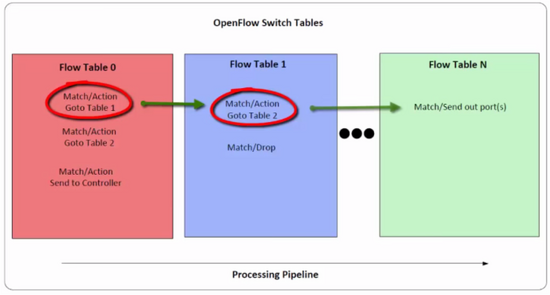 OpenFlow Switch Tables
Flow Table 0
Match/Action
Goto Table 1
Match/Action
Goto Table 2
Match/Action
Send to Controller
Flow Table 1
Match/Action
Goto Table 2
Match/Drop
Flow Table N
Match/Send out port(s)
Processing Pipeline